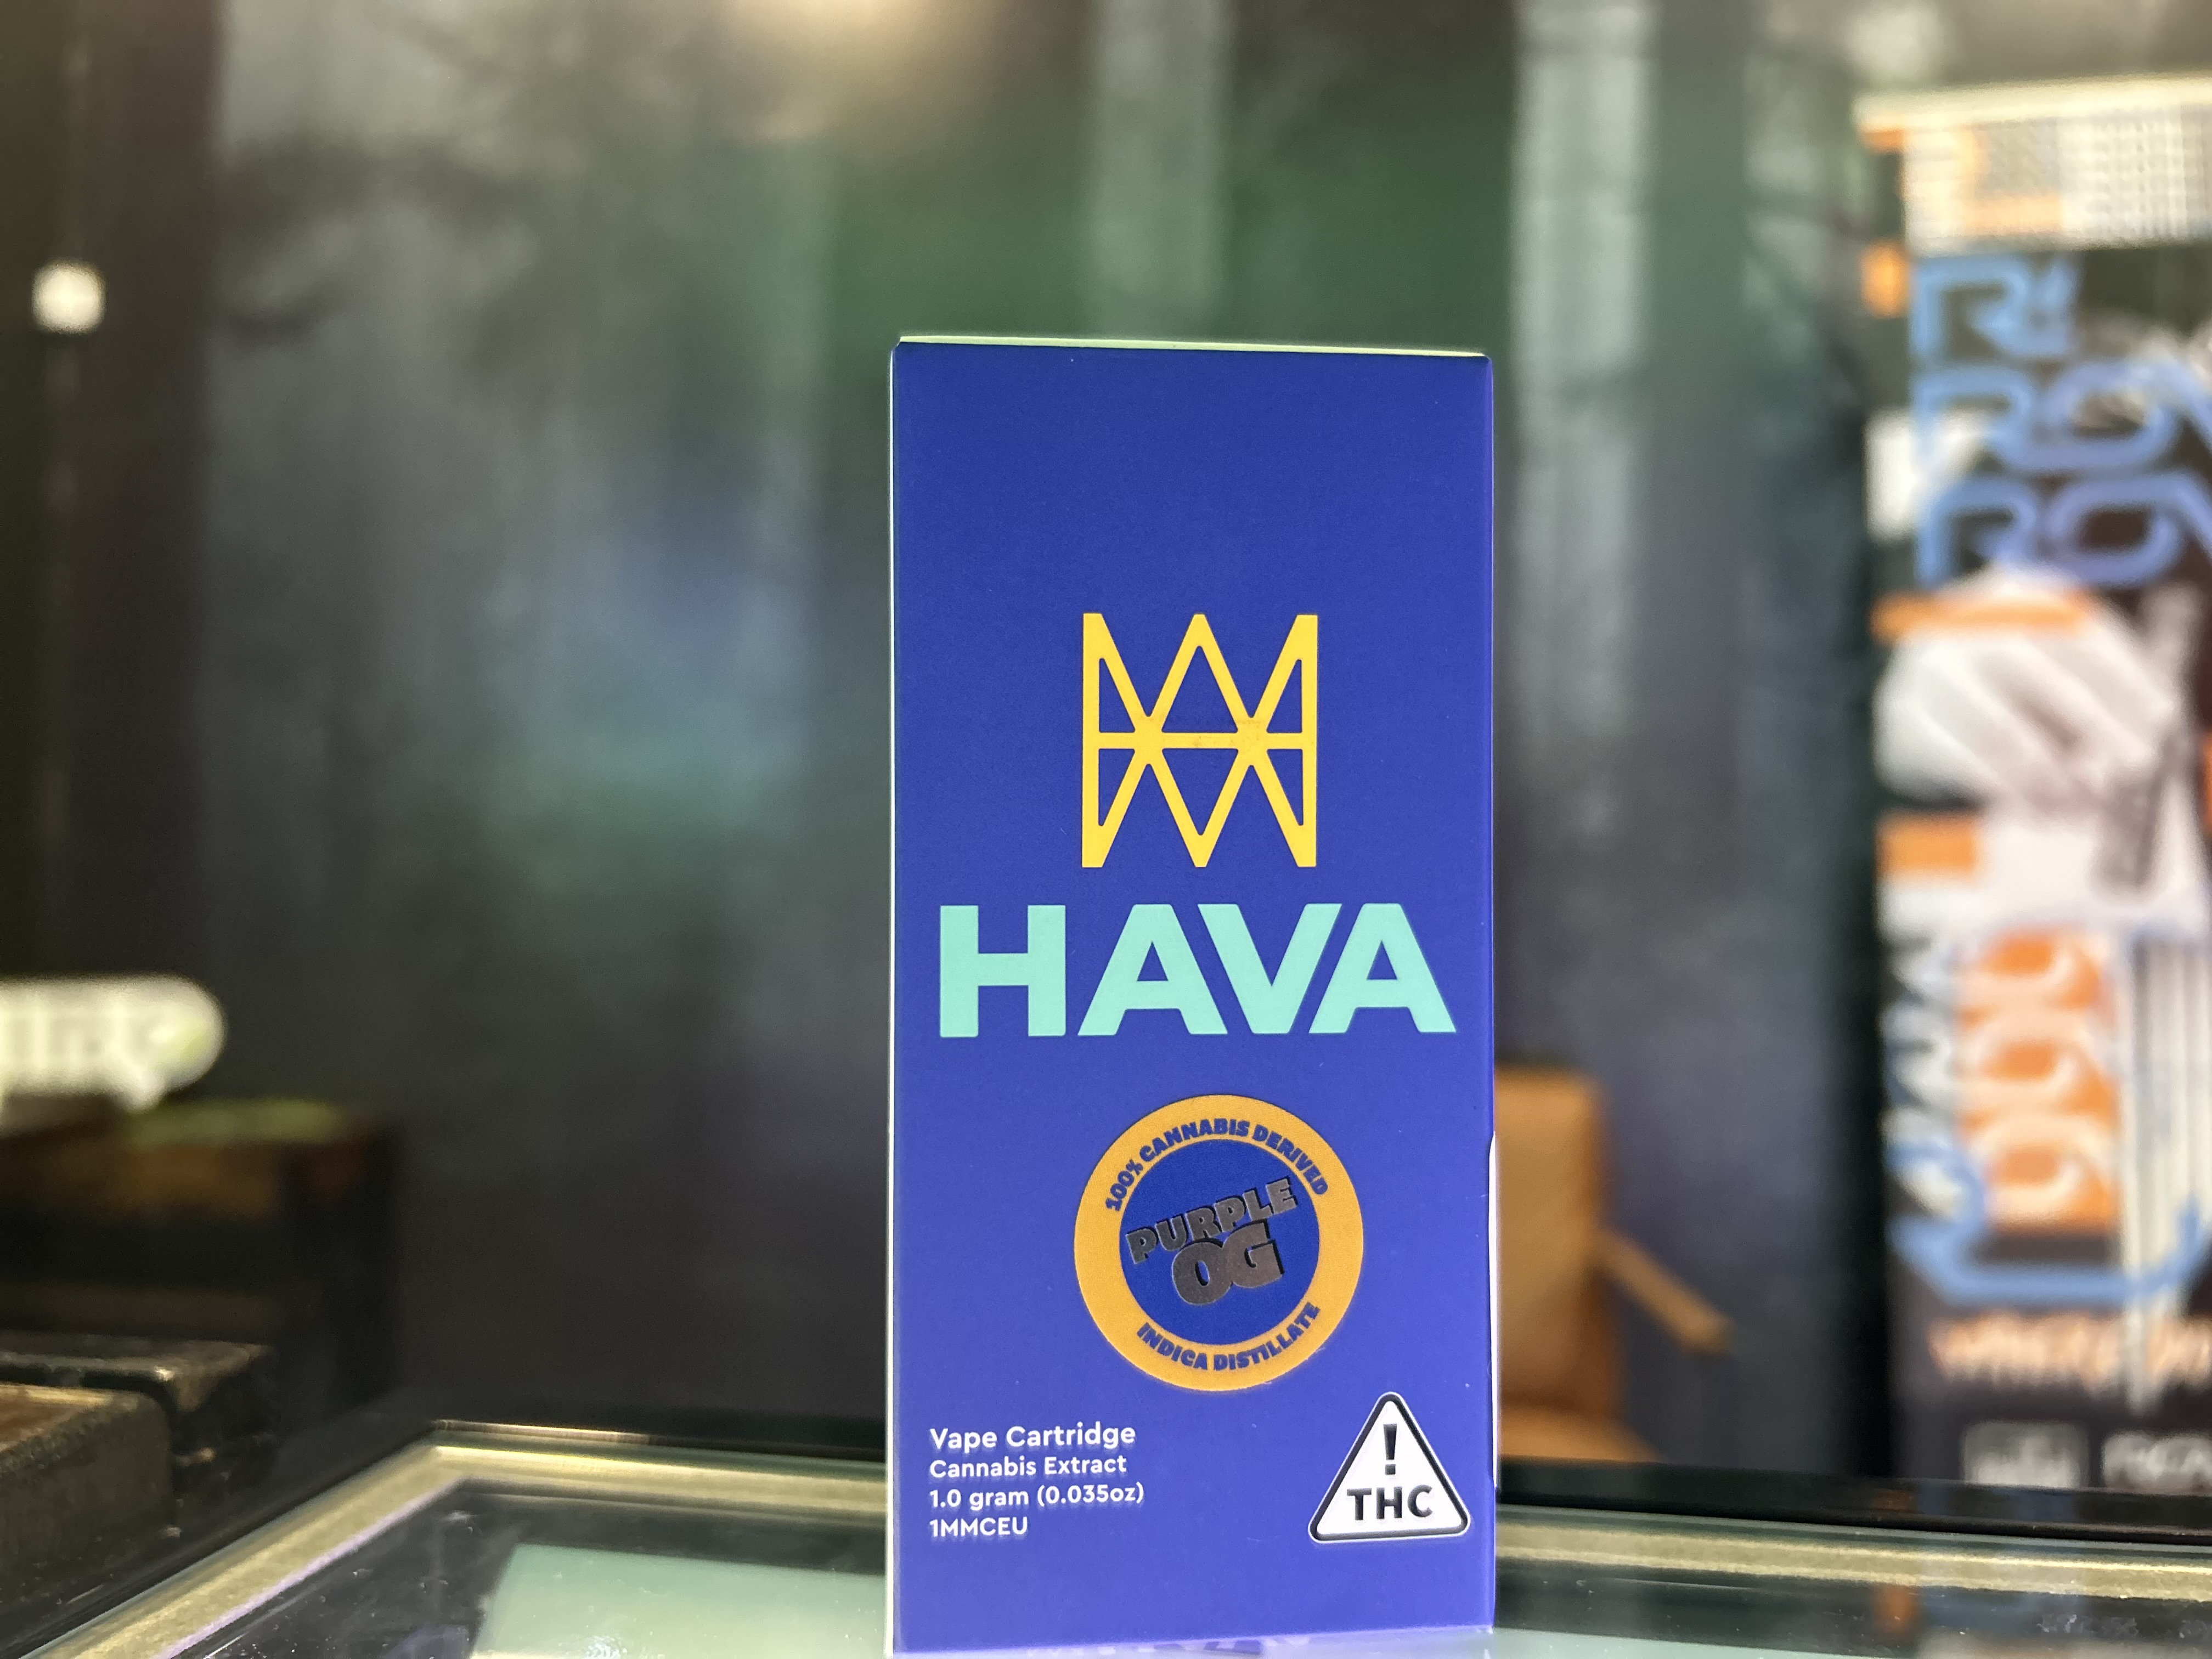 HAVA
100% CANNABIS DERIVED
PURPLE
OG
INDICA DISTILLATE
Vape Cartridge
Cannabis Extract
1.0 gram (0.035oz)
1MMCEU
!
THC